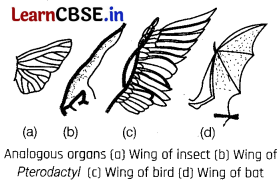 LearnCBSE.in
(a) (b) (c) (d)
Analogous organs (a) Wing of insect (b) Wing of
Pterodactyl (c) Wing of bird (d) Wing of bat